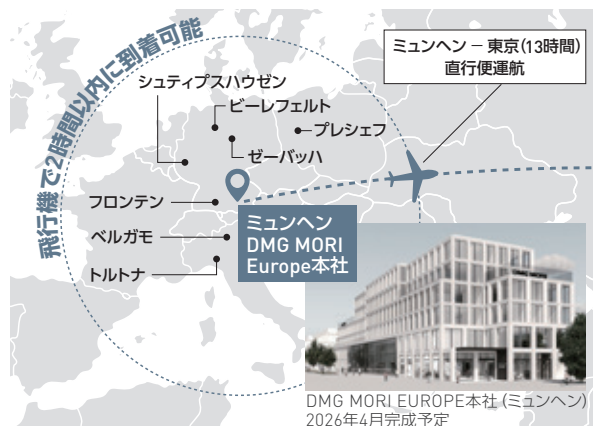 飛行機で2時間以内に到着可能
ミュンヘン − 東京(13時間)
直行便運航
シュティプスハウゼン
ビーレフェルト
プレシェフ
ゼーバッハ
フロンテン
ベルガモ
トルトナ
ミュンヘン
DMG MORI
Europe本社
DMG MORI EUROPE本社 (ミュンヘン)
2026年4月完成予定